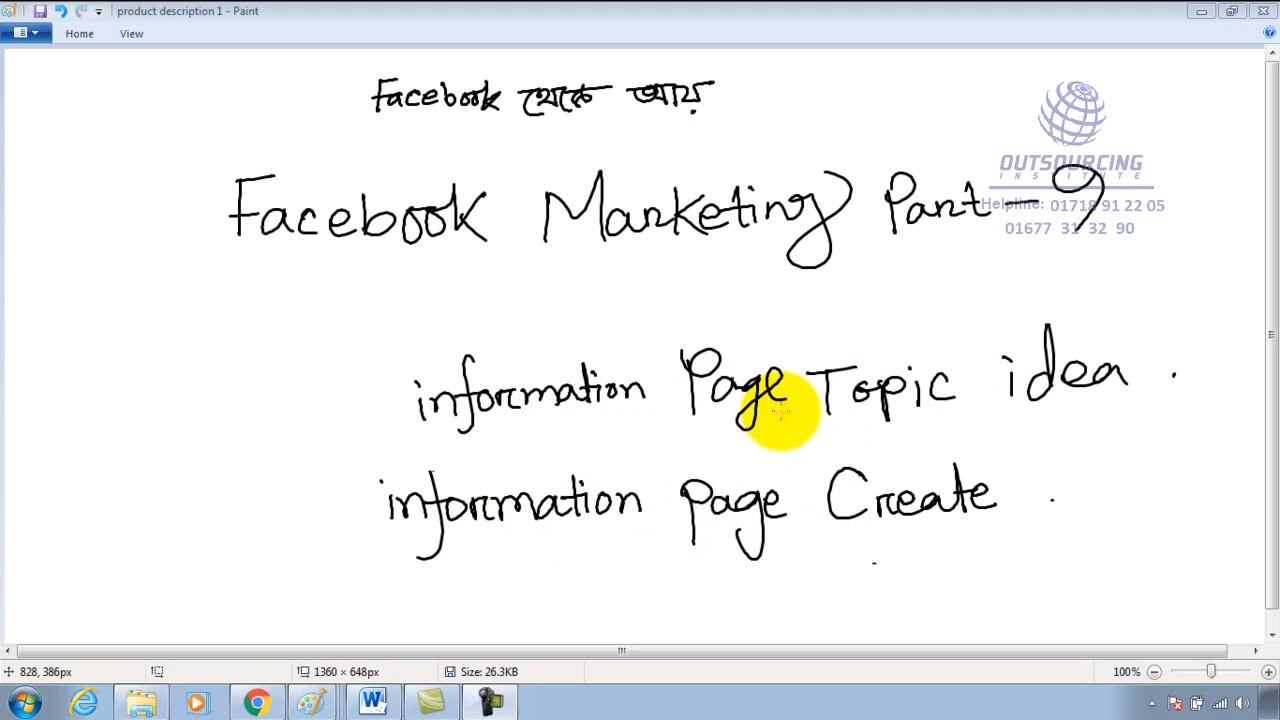 product description 1 - Paint
Home View
Facebook থেকে আয়
OUTSOURCING
INSTITUTE
Facebook Marketing Part-9
Helpline: 01718 91 22 05
01677 31 32 90
information Page Topic idea .
information Page Create .
828, 386px 1360 × 648px Size: 26.3KB 100%